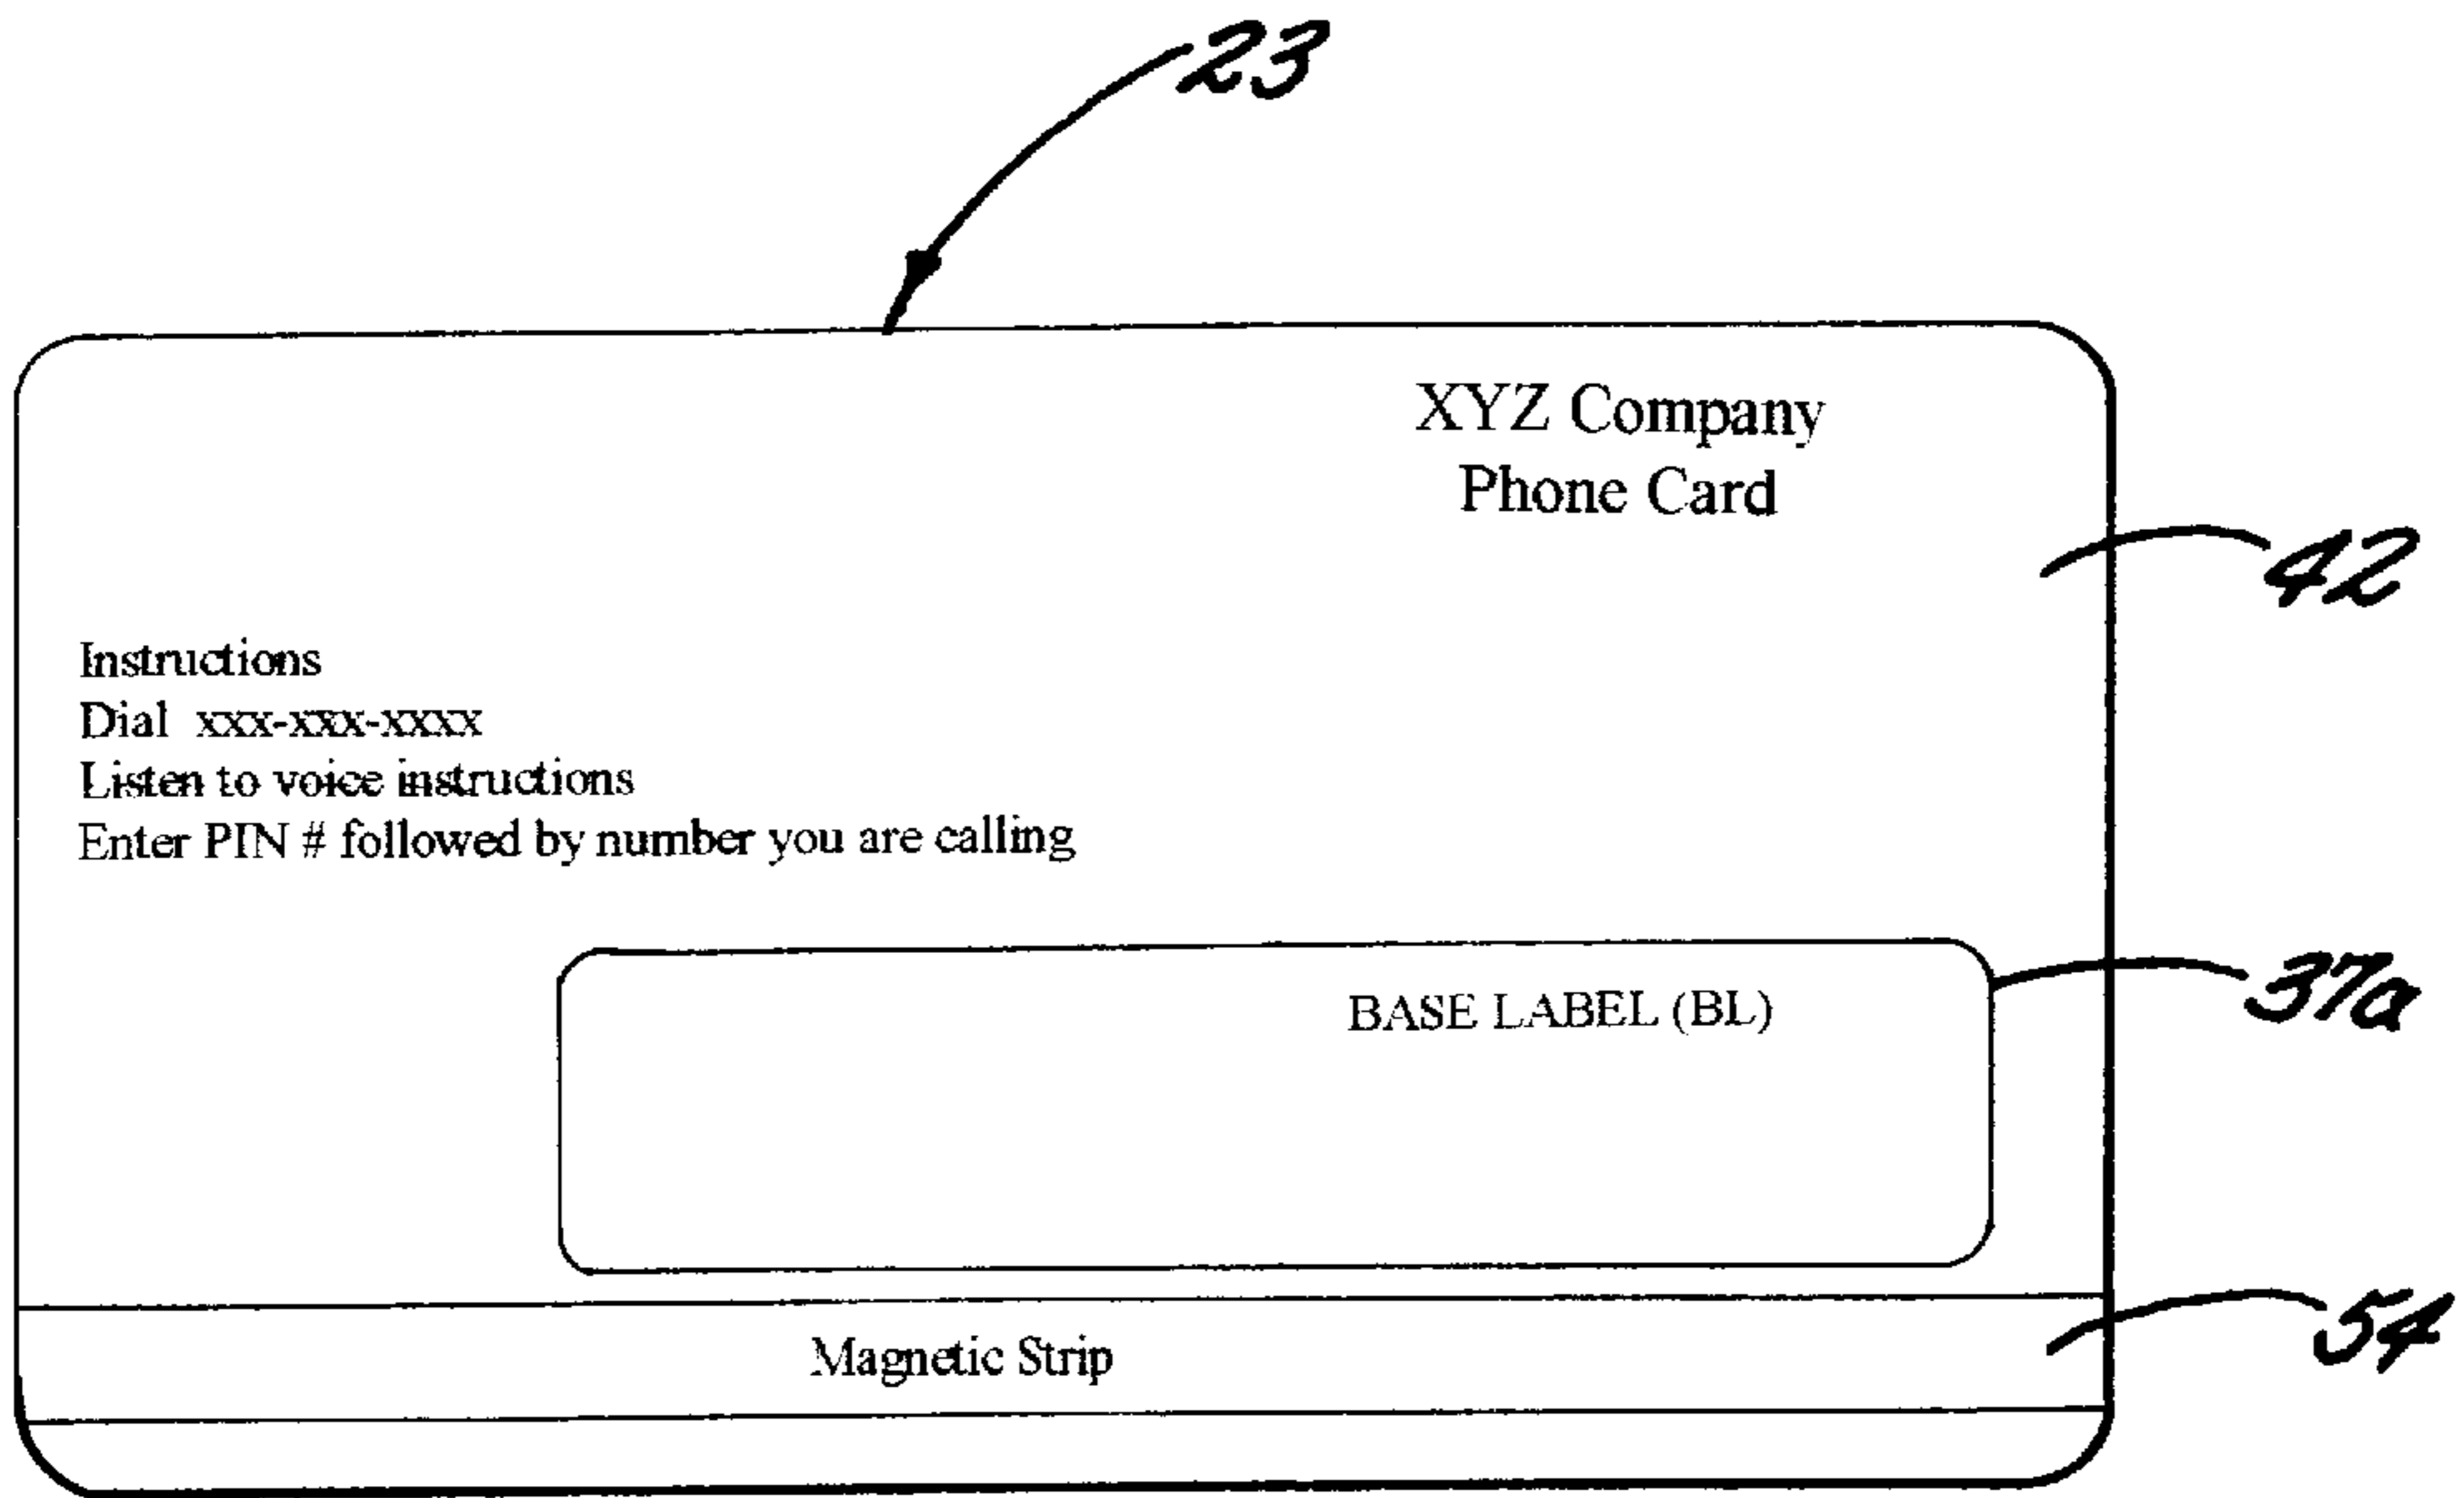 23
XYZ Company
Phone Card
42
Instructions
Dial xxx-xxx-xxxx
Listen to voice instructions
Enter PIN # followed by number you are calling
37a
BASE LABEL (BL)
54
Magnetic Strip